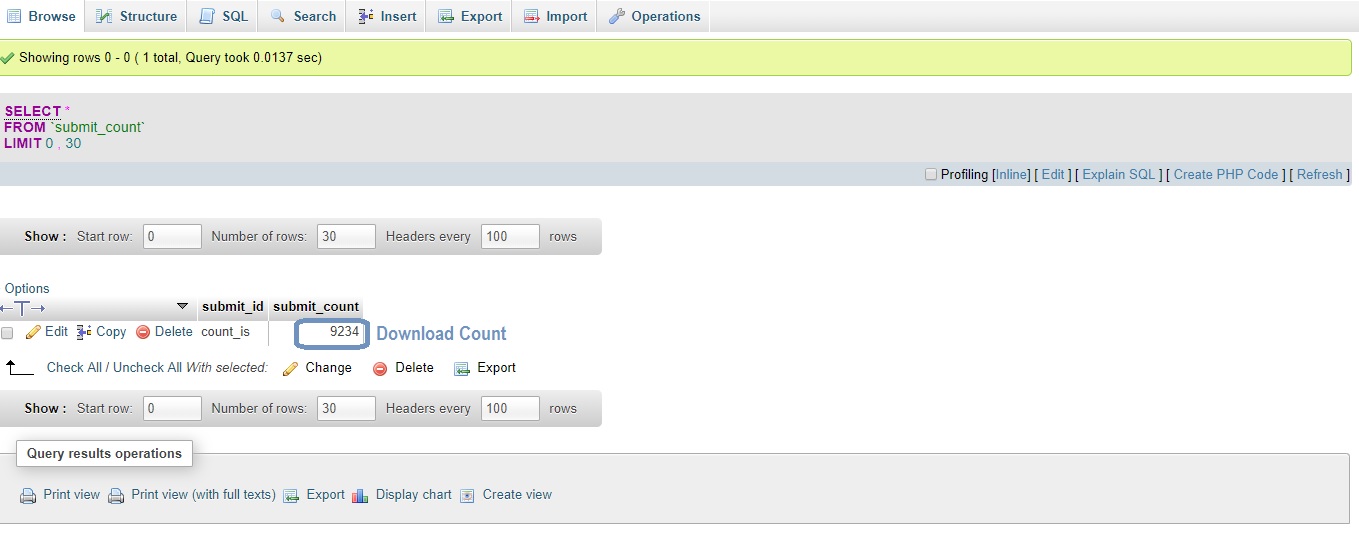 Browse Structure SQL Search Insert Export Import Operations
Showing rows 0 - 0 ( 1 total, Query took 0.0137 sec)
SELECT *
FROM `submit_count`
LIMIT 0 , 30
Profiling [Inline] [ Edit ] [ Explain SQL ] [ Create PHP Code ] [ Refresh ]
Show : Start row: 0 Number of rows: 30 Headers every 100 rows
Options
←T→ submit_id submit_count
Edit Copy Delete count_is 9234 Download Count
Check All / Uncheck All With selected: Change Delete Export
Show : Start row: 0 Number of rows: 30 Headers every 100 rows
Query results operations
Print view Print view (with full texts) Export Display chart Create view